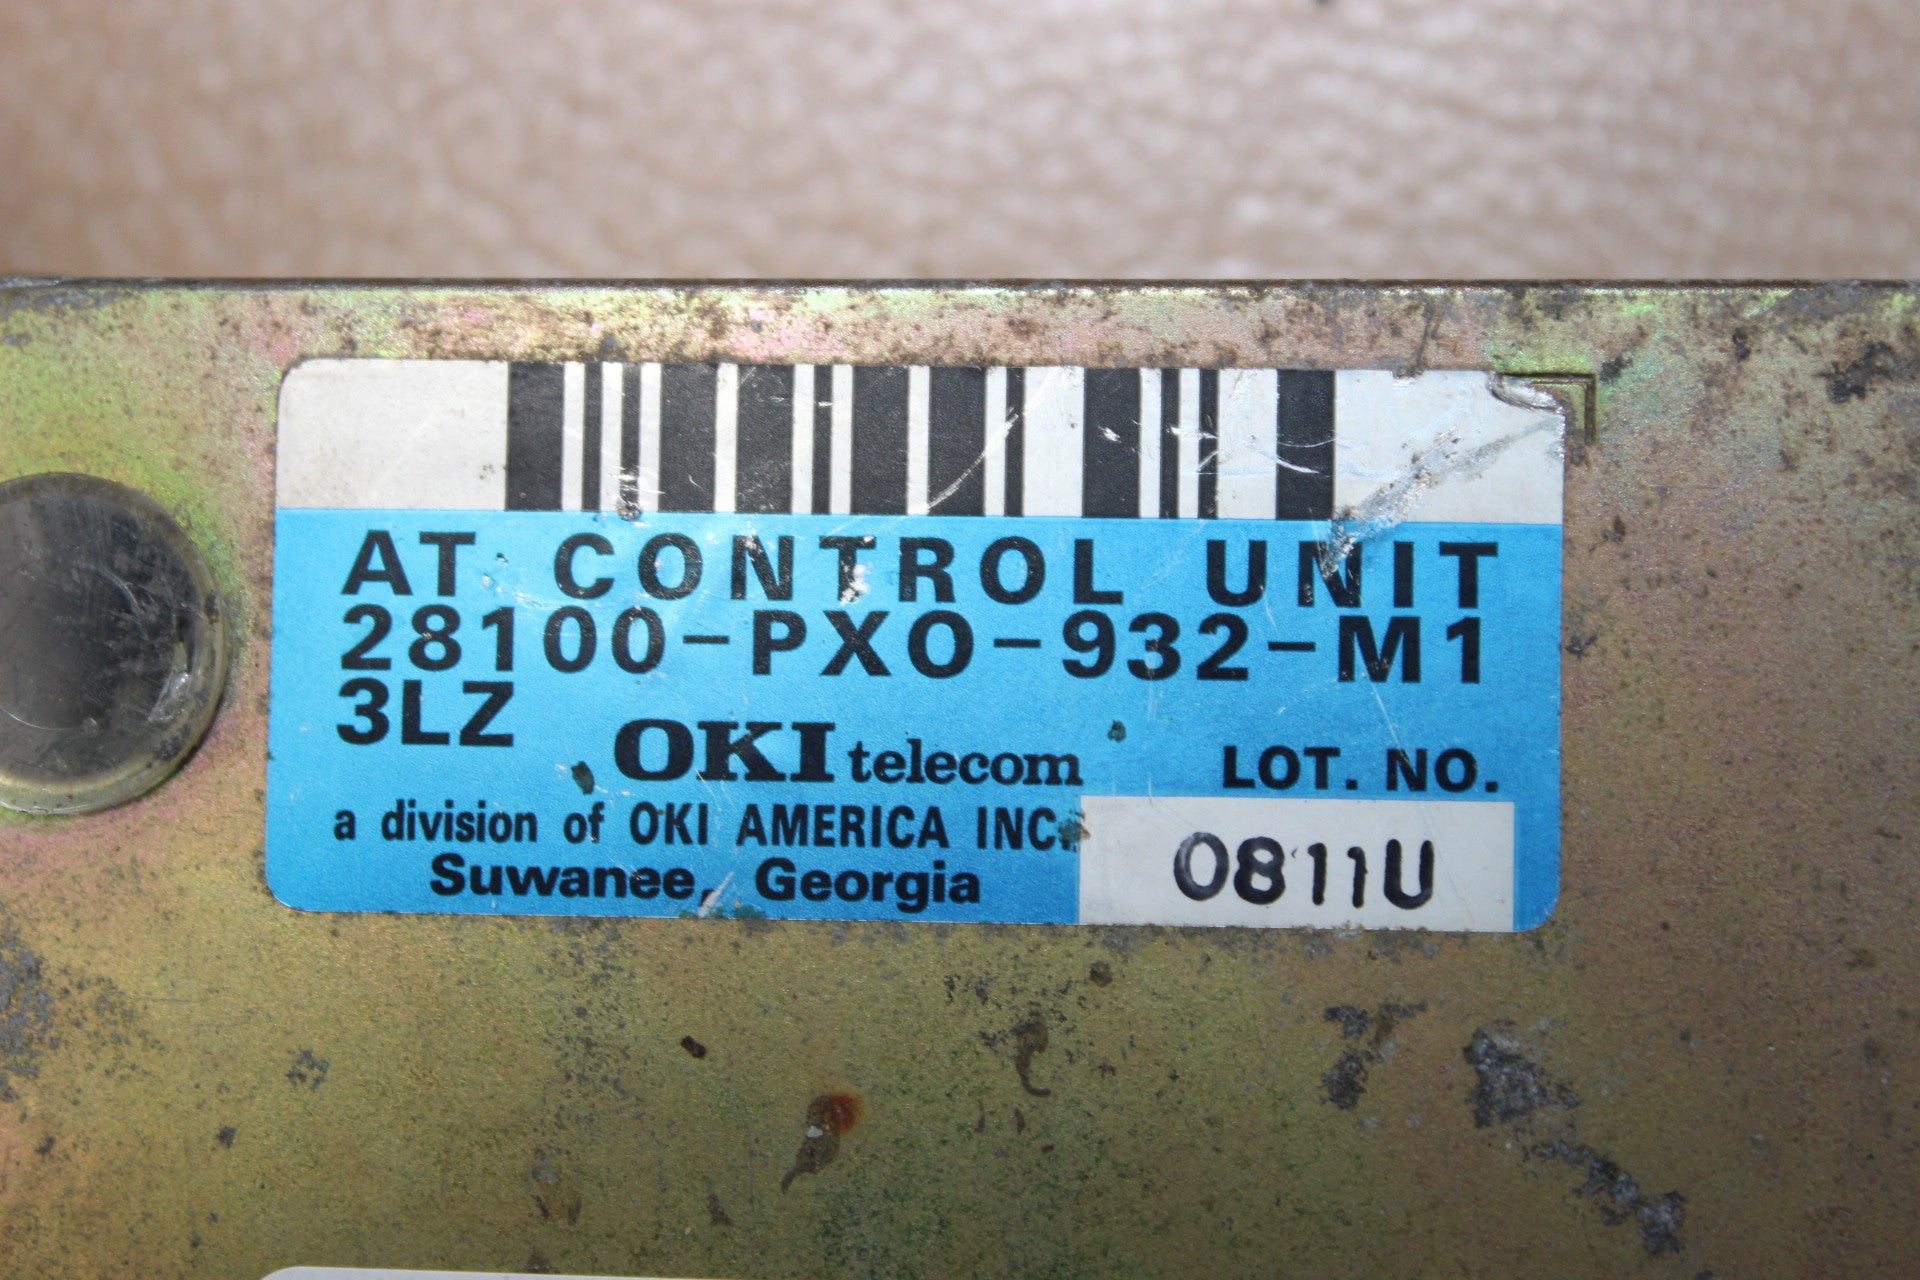 AT CONTROL UNIT
28100-PXO-932-M1
3LZ
OKI telecom
LOT. NO.
a division of OKI AMERICA INC.
Suwanee, Georgia
0811U